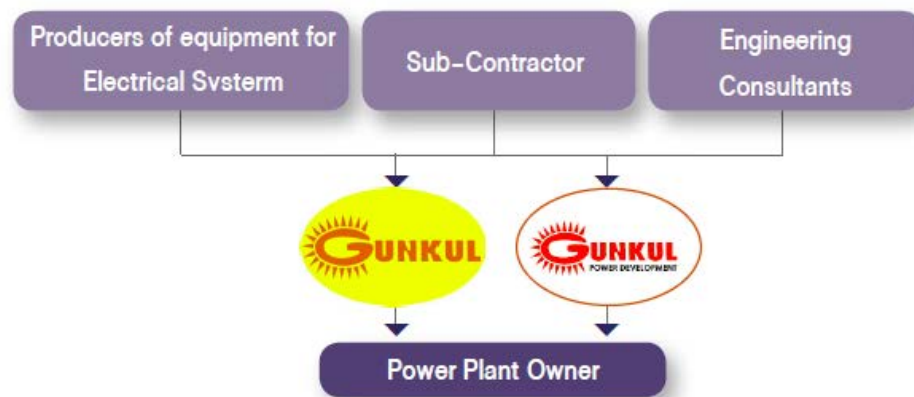 Producers of equipment for
Electrical Svsterm
Sub-Contractor
Engineering
Consultants
GUNKUL
GUNKUL
POWER DEVELOPMENT
Power Plant Owner